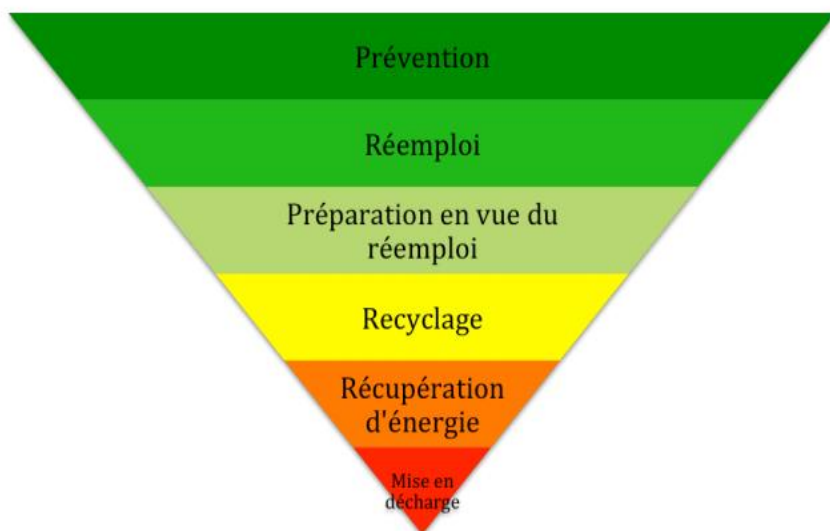 Prévention
Réemploi
Préparation en vue du
réemploi
Recyclage
Récupération
d'énergie
Mise en
décharge